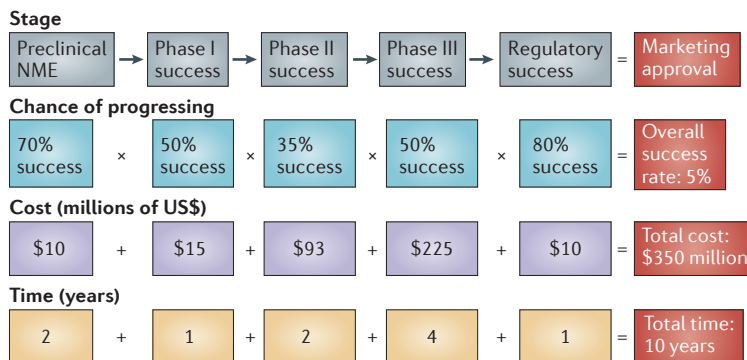 Stage
Preclinical NME → Phase I success → Phase II success → Phase III success → Regulatory success = Marketing approval
Chance of progressing
70% success × 50% success × 35% success × 50% success × 80% success = Overall success rate: 5%
Cost (millions of US$)
$10 + $15 + $93 + $225 + $10 = Total cost: $350 million
Time (years)
2 + 1 + 2 + 4 + 1 = Total time: 10 years